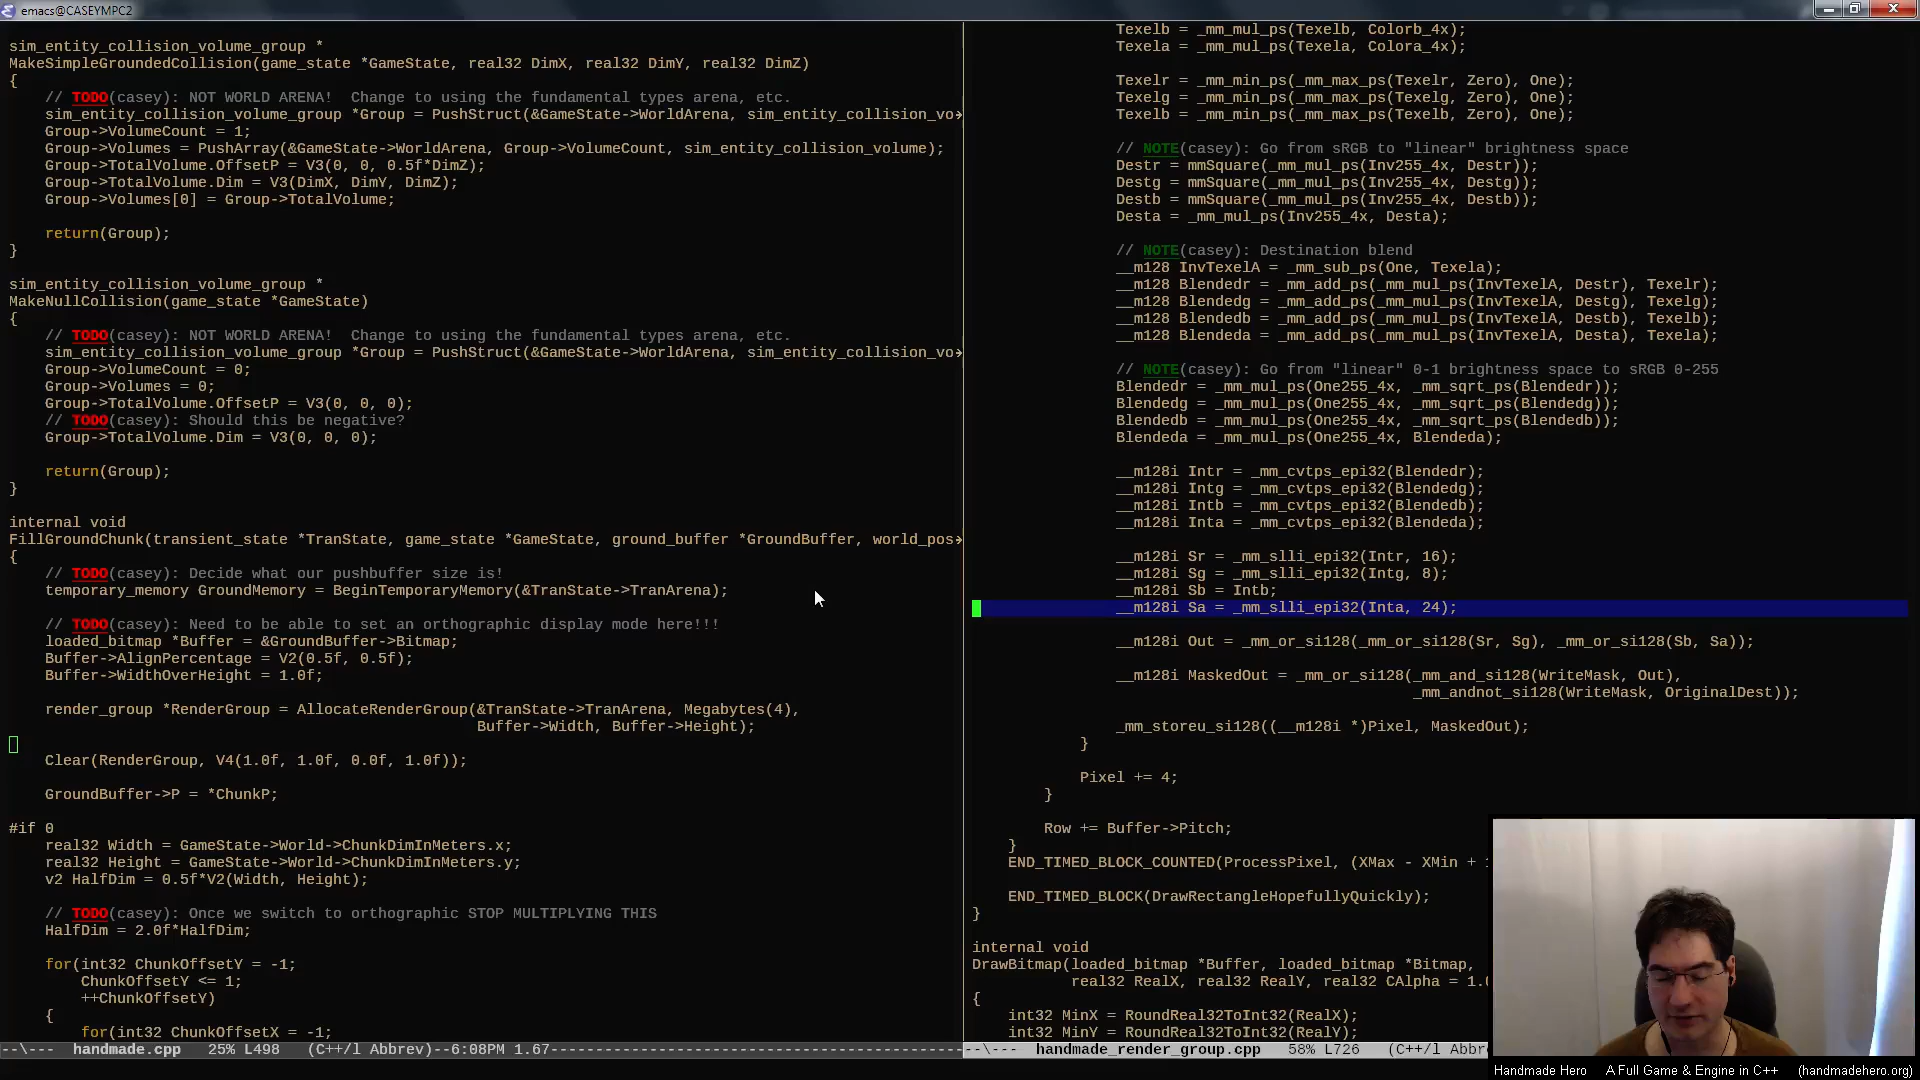 emacs@CASEYMPC2
sim_entity_collision_volume_group *
MakeSimpleGroundedCollision(game_state *GameState, real32 DimX, real32 DimY, real32 DimZ)
{
// TODO(casey): NOT WORLD ARENA!  Change to using the fundamental types arena, etc.
sim_entity_collision_volume_group *Group = PushStruct(&GameState->WorldArena, sim_entity_collision_vo
Group->VolumeCount = 1;
Group->Volumes = PushArray(&GameState->WorldArena, Group->VolumeCount, sim_entity_collision_volume);
Group->TotalVolume.OffsetP = V3(0, 0, 0.5f*DimZ);
Group->TotalVolume.Dim = V3(DimX, DimY, DimZ);
Group->Volumes[0] = Group->TotalVolume;
return(Group);
}
sim_entity_collision_volume_group *
MakeNullCollision(game_state *GameState)
{
// TODO(casey): NOT WORLD ARENA!  Change to using the fundamental types arena, etc.
sim_entity_collision_volume_group *Group = PushStruct(&GameState->WorldArena, sim_entity_collision_vo
Group->VolumeCount = 0;
Group->Volumes = 0;
Group->TotalVolume.OffsetP = V3(0, 0, 0);
// TODO(casey): Should this be negative?
Group->TotalVolume.Dim = V3(0, 0, 0);
return(Group);
}
internal void
FillGroundChunk(transient_state *TranState, game_state *GameState, ground_buffer *GroundBuffer, world_pos
{
// TODO(casey): Decide what our pushbuffer size is!
temporary_memory GroundMemory = BeginTemporaryMemory(&TranState->TranArena);
// TODO(casey): Need to be able to set an orthographic display mode here!!!
loaded_bitmap *Buffer = &GroundBuffer->Bitmap;
Buffer->AlignPercentage = V2(0.5f, 0.5f);
Buffer->WidthOverHeight = 1.0f;
render_group *RenderGroup = AllocateRenderGroup(&TranState->TranArena, Megabytes(4),
Buffer->Width, Buffer->Height);
Clear(RenderGroup, V4(1.0f, 1.0f, 0.0f, 1.0f));
GroundBuffer->P = *ChunkP;
#if 0
real32 Width = GameState->World->ChunkDimInMeters.x;
real32 Height = GameState->World->ChunkDimInMeters.y;
v2 HalfDim = 0.5f*V2(Width, Height);
// TODO(casey): Once we switch to orthographic STOP MULTIPLYING THIS
HalfDim = 2.0f*HalfDim;
for(int32 ChunkOffsetY = -1;
ChunkOffsetY <= 1;
++ChunkOffsetY)
{
for(int32 ChunkOffsetX = -1;
--\--- handmade.cpp 25% L498 (C++/l Abbrev)--6:08PM 1.67
Texelb = _mm_mul_ps(Texelb, Colorb_4x);
Texela = _mm_mul_ps(Texela, Colora_4x);
Texelr = _mm_min_ps(_mm_max_ps(Texelr, Zero), One);
Texelg = _mm_min_ps(_mm_max_ps(Texelg, Zero), One);
Texelb = _mm_min_ps(_mm_max_ps(Texelb, Zero), One);
// NOTE(casey): Go from sRGB to "linear" brightness space
Destr = mmSquare(_mm_mul_ps(Inv255_4x, Destr));
Destg = mmSquare(_mm_mul_ps(Inv255_4x, Destg));
Destb = mmSquare(_mm_mul_ps(Inv255_4x, Destb));
Desta = _mm_mul_ps(Inv255_4x, Desta);
// NOTE(casey): Destination blend
__m128 InvTexelA = _mm_sub_ps(One, Texela);
Blendedr = _mm_add_ps(_mm_mul_ps(InvTexelA, Destr), Texelr);
__m128 Blendedg = _mm_add_ps(_mm_mul_ps(InvTexelA, Destg), Texelg);
__m128 Blendedb = _mm_add_ps(_mm_mul_ps(InvTexelA, Destb), Texelb);
__m128 Blendeda = _mm_add_ps(_mm_mul_ps(InvTexelA, Desta), Texela);
// NOTE(casey): Go from "linear" 0-1 brightness space to sRGB 0-255
Blendedr = _mm_mul_ps(One255_4x, _mm_sqrt_ps(Blendedr));
Blendedg = _mm_mul_ps(One255_4x, _mm_sqrt_ps(Blendedg));
Blendedb = _mm_mul_ps(One255_4x, _mm_sqrt_ps(Blendedb));
Blendeda = _mm_mul_ps(One255_4x, Blendeda);
__m128i Intr = _mm_cvtps_epi32(Blendedr);
__m128i Intg = _mm_cvtps_epi32(Blendedg);
__m128i Intb = _mm_cvtps_epi32(Blendedb);
__m128i Inta = _mm_cvtps_epi32(Blendeda);
__m128i Sr = _mm_slli_epi32(Intr, 16);
__m128i Sg = _mm_slli_epi32(Intg, 8);
__m128i Sb = Intb;
__m128i Sa = _mm_slli_epi32(Inta, 24);
__m128i Out = _mm_or_si128(_mm_or_si128(Sr, Sg), _mm_or_si128(Sb, Sa));
__m128i MaskedOut = _mm_or_si128(_mm_and_si128(WriteMask, Out),
_mm_andnot_si128(WriteMask, OriginalDest));
_mm_storeu_si128((__m128i *)Pixel, MaskedOut);
}
Pixel += 4;
}
Row += Buffer->Pitch;
}
END_TIMED_BLOCK_COUNTED(ProcessPixel, (XMax - XMin +
END_TIMED_BLOCK(DrawRectangleHopefullyQuickly);
}
internal void
DrawBitmap(loaded_bitmap *Buffer, loaded_bitmap *Bitmap,
real32 RealX, real32 RealY, real32 CAlpha = 1.
{
int32 MinX = RoundReal32ToInt32(RealX);
int32 MinY = RoundReal32ToInt32(RealY);
--\--- handmade_render_group.cpp 58% L726 (C++/l Abbr
Handmade Hero A Full Game & Engine in C++ (handmadehero.org)